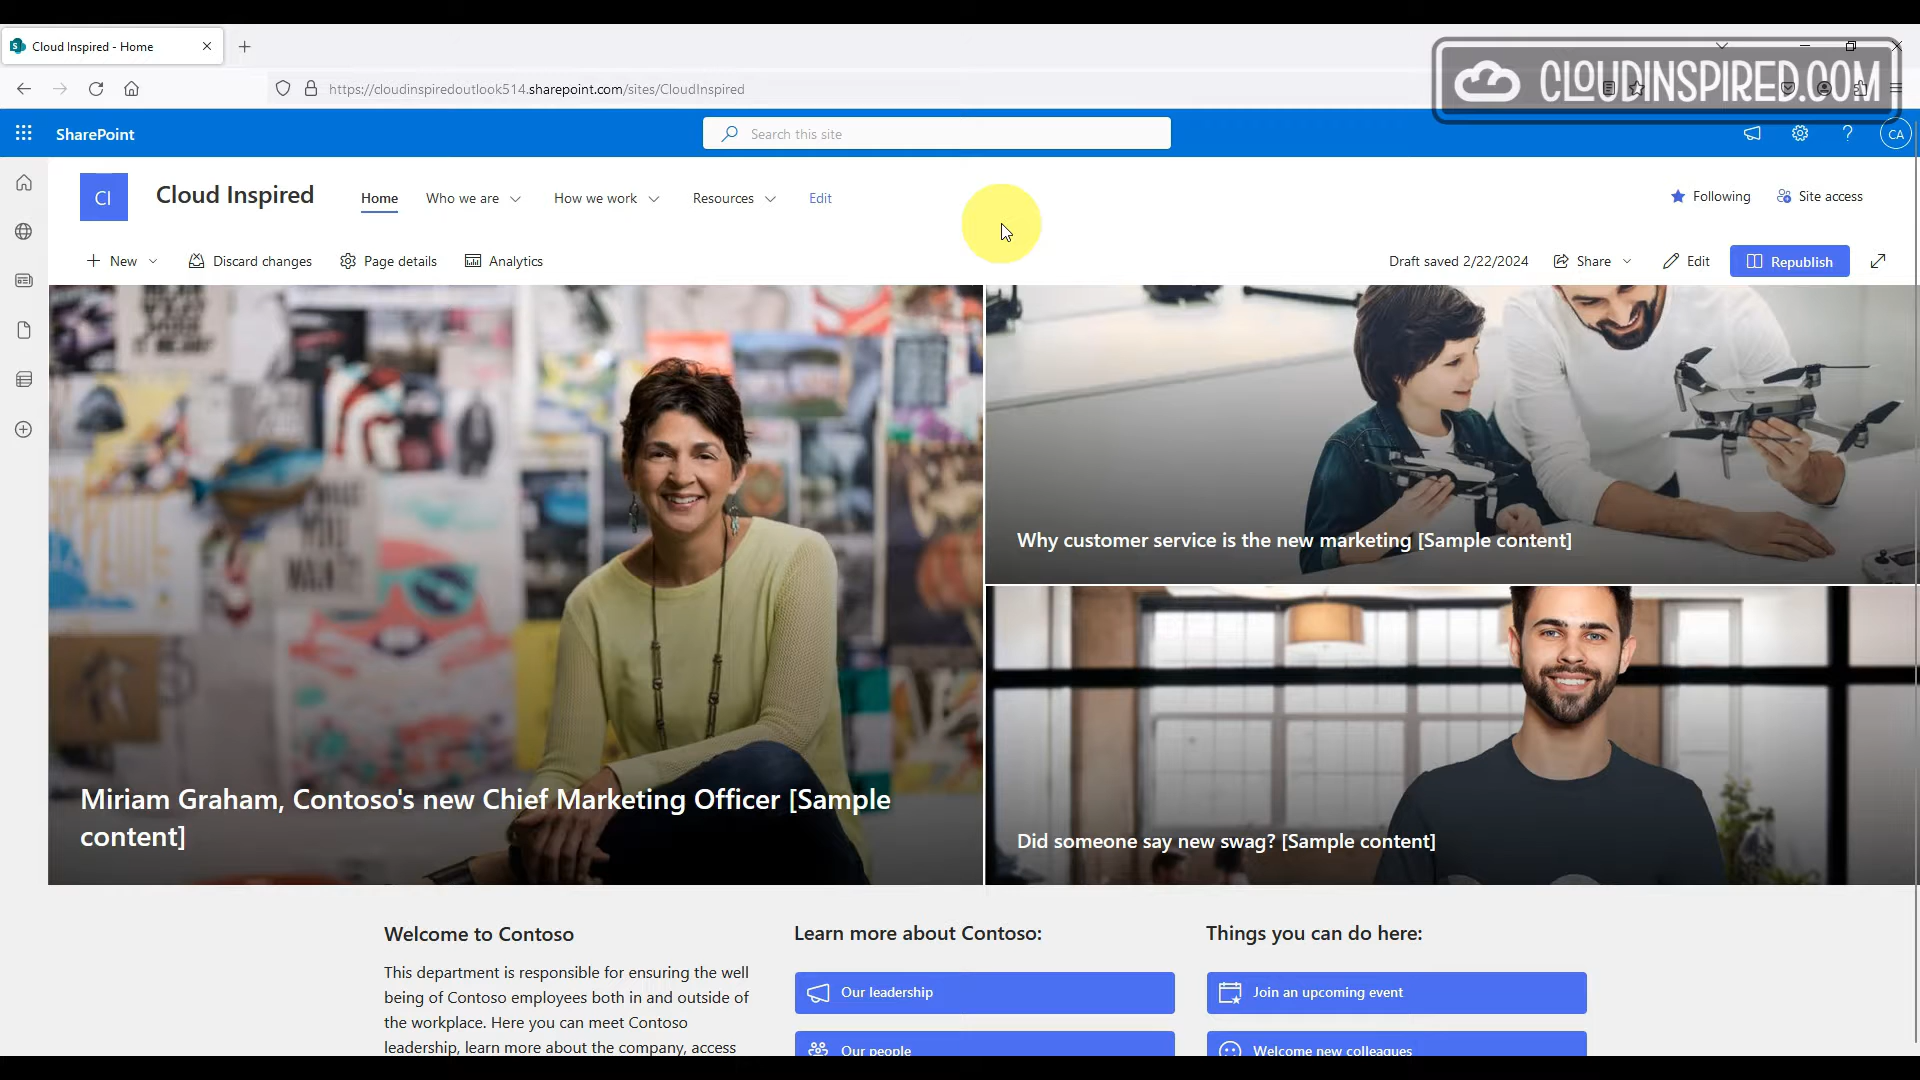 Cloud Inspired - Home
CLOUDINSPIRED.COM
https://cloudinspiredoutlook514.sharepoint.com/sites/CloudInspired
SharePoint
Search this site
CA
CI
Cloud Inspired
Home
Who we are
How we work
Resources
Edit
Following
Site access
New
Discard changes
Page details
Analytics
Draft saved 2/22/2024
Share
Edit
Republish
Why customer service is the new marketing [Sample content]
Miriam Graham, Contoso's new Chief Marketing Officer [Sample
content]
Did someone say new swag? [Sample content]
Welcome to Contoso
This department is responsible for ensuring the well
being of Contoso employees both in and outside of
the workplace. Here you can meet Contoso
leadership, learn more about the company, access
Learn more about Contoso:
Our leadership
Our people
Things you can do here:
Join an upcoming event
Welcome new colleagues